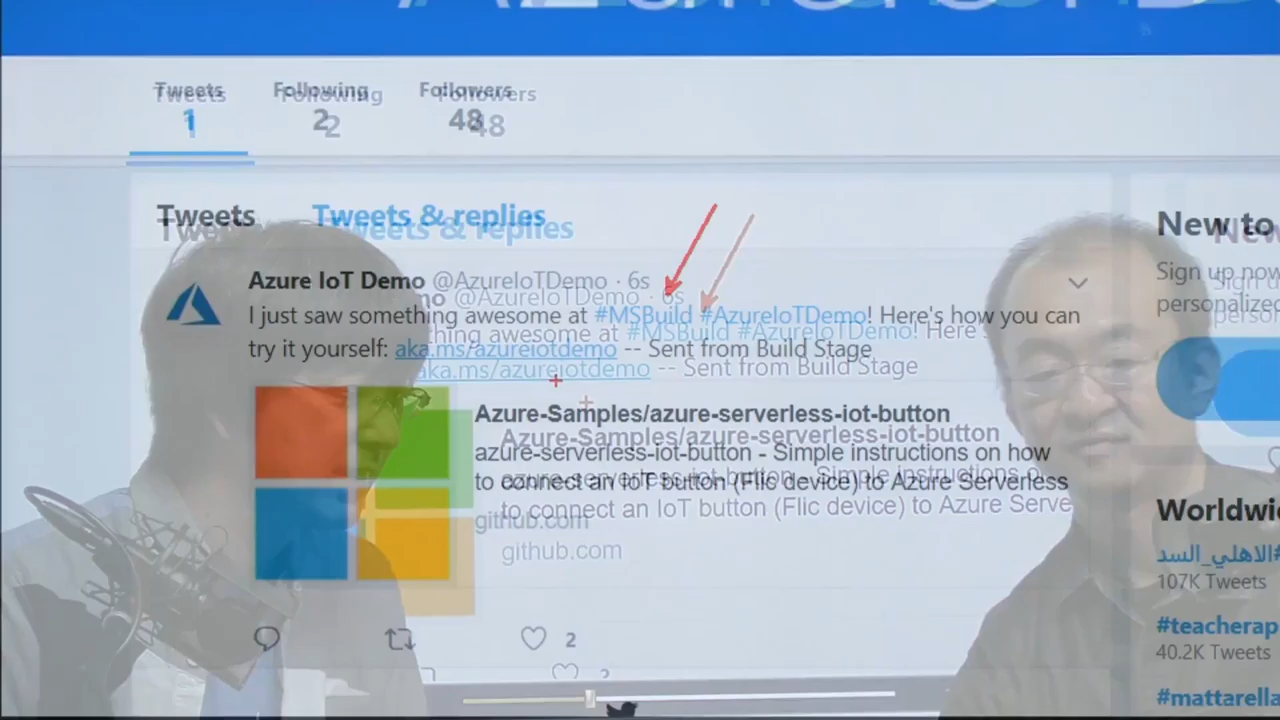 Tweets
Following
Followers
1
2
48
Tweets
Tweets & replies
New to
Azure IoT Demo @AzureIoTDemo · 6s
Sign up now
personalized
I just saw something awesome at #MSBuild #AzureIoTDemo! Here's how you can
try it yourself: aka.ms/azureiotdemo -- Sent from Build Stage
Azure-Samples/azure-serverless-iot-button
azure-serverless-iot-button - Simple instructions on how
to connect an IoT button (Flic device) to Azure Serverless
github.com
2
Worldwi
#الاهلي_السد
107K Tweets
#teacherap
40.2K Tweets
#mattarella